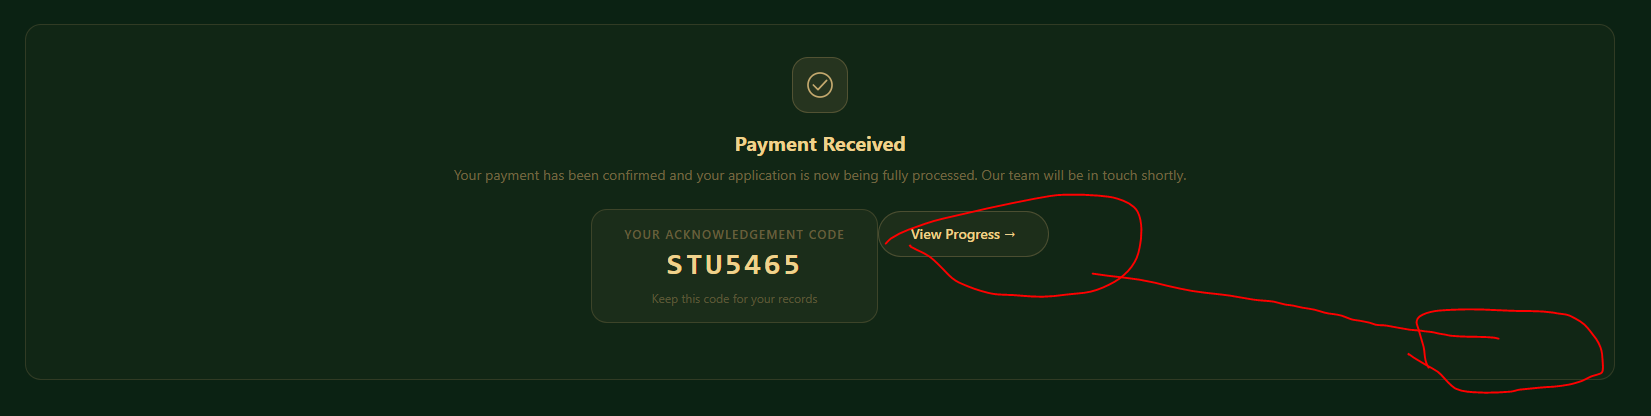 Payment Received
Your payment has been confirmed and your application is now being fully processed. Our team will be in touch shortly.
YOUR ACKNOWLEDGEMENT CODE
STU5465
Keep this code for your records
View Progress →